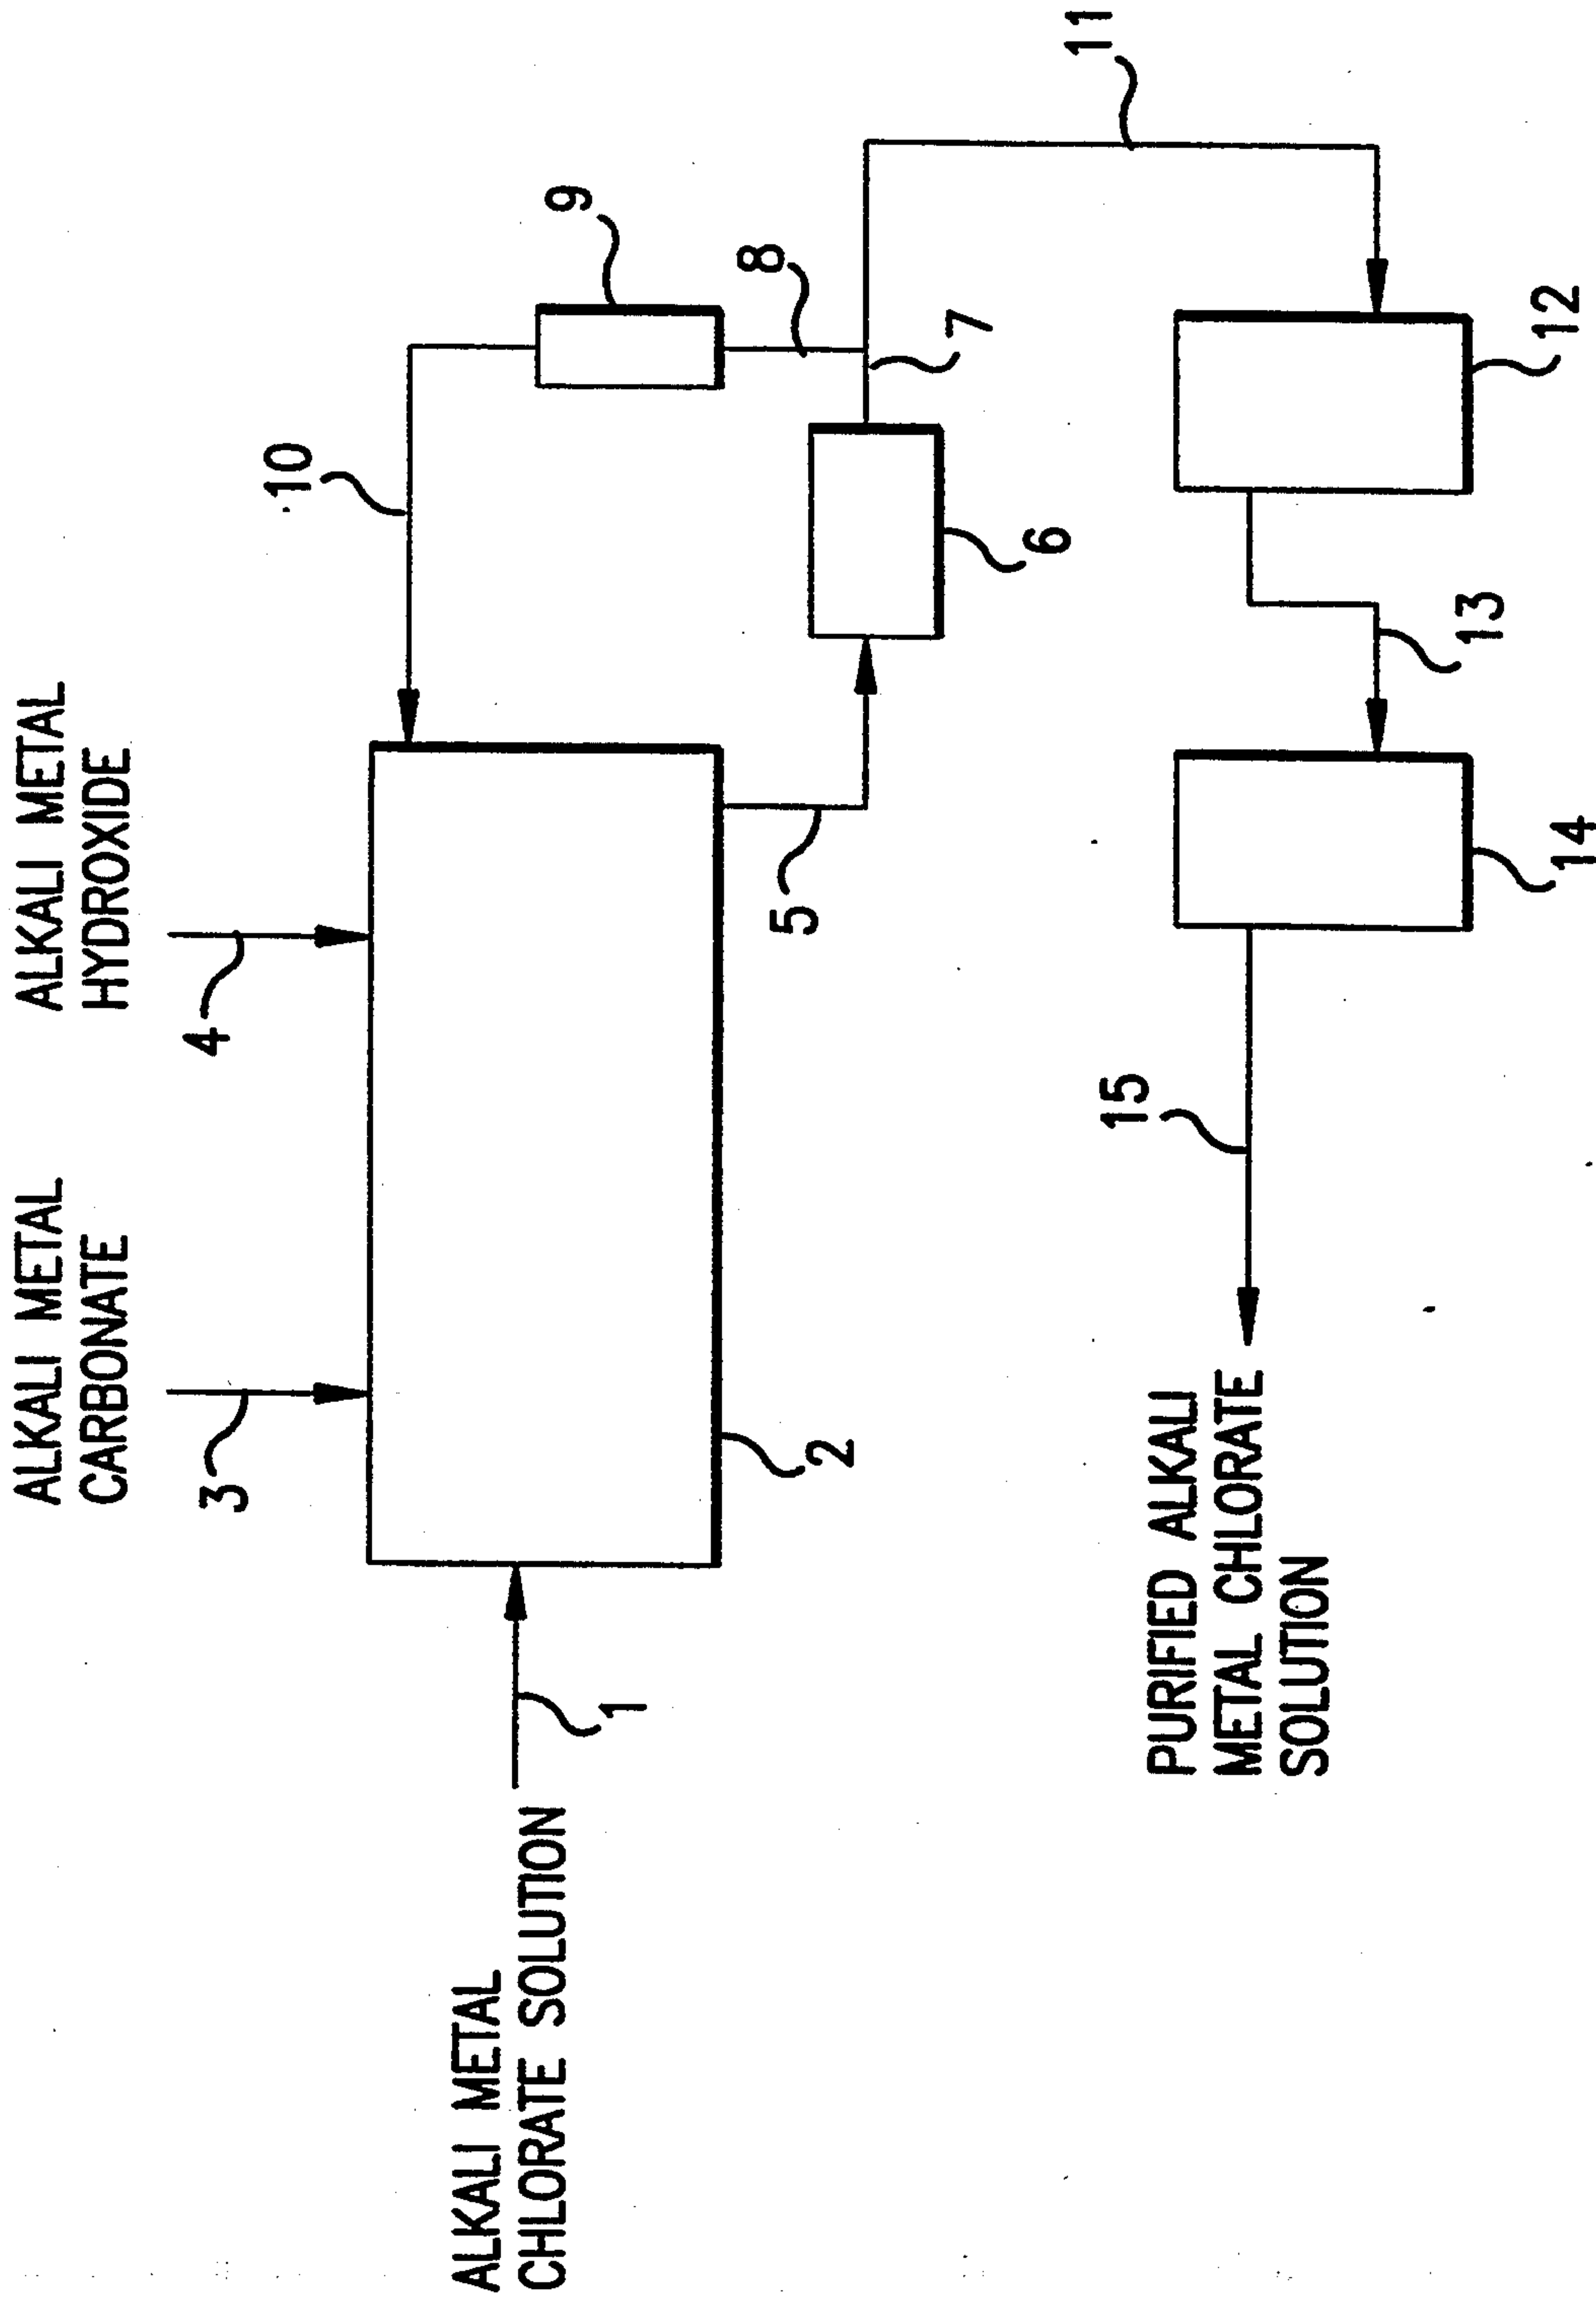 ALKALI METAL
CARBONATE
ALKALI METAL
HYDROXIDE
3
4
10
9
ALKALI METAL
CHLORATE SOLUTION
1
2
5
6
8
7
11
PURIFIED ALKALI
METAL CHLORATE
SOLUTION
15
14
13
12